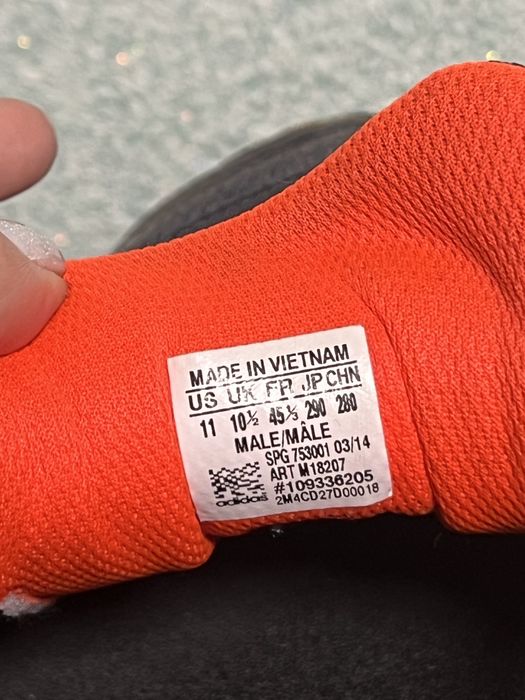 MADE IN VIETNAM
US UK FR JP CHN
11 10½ 45⅓ 290 280
MALE/MÂLE
SPG 753001 03/14
ART M18207
#109336205
adidas 2M4CD27D00018